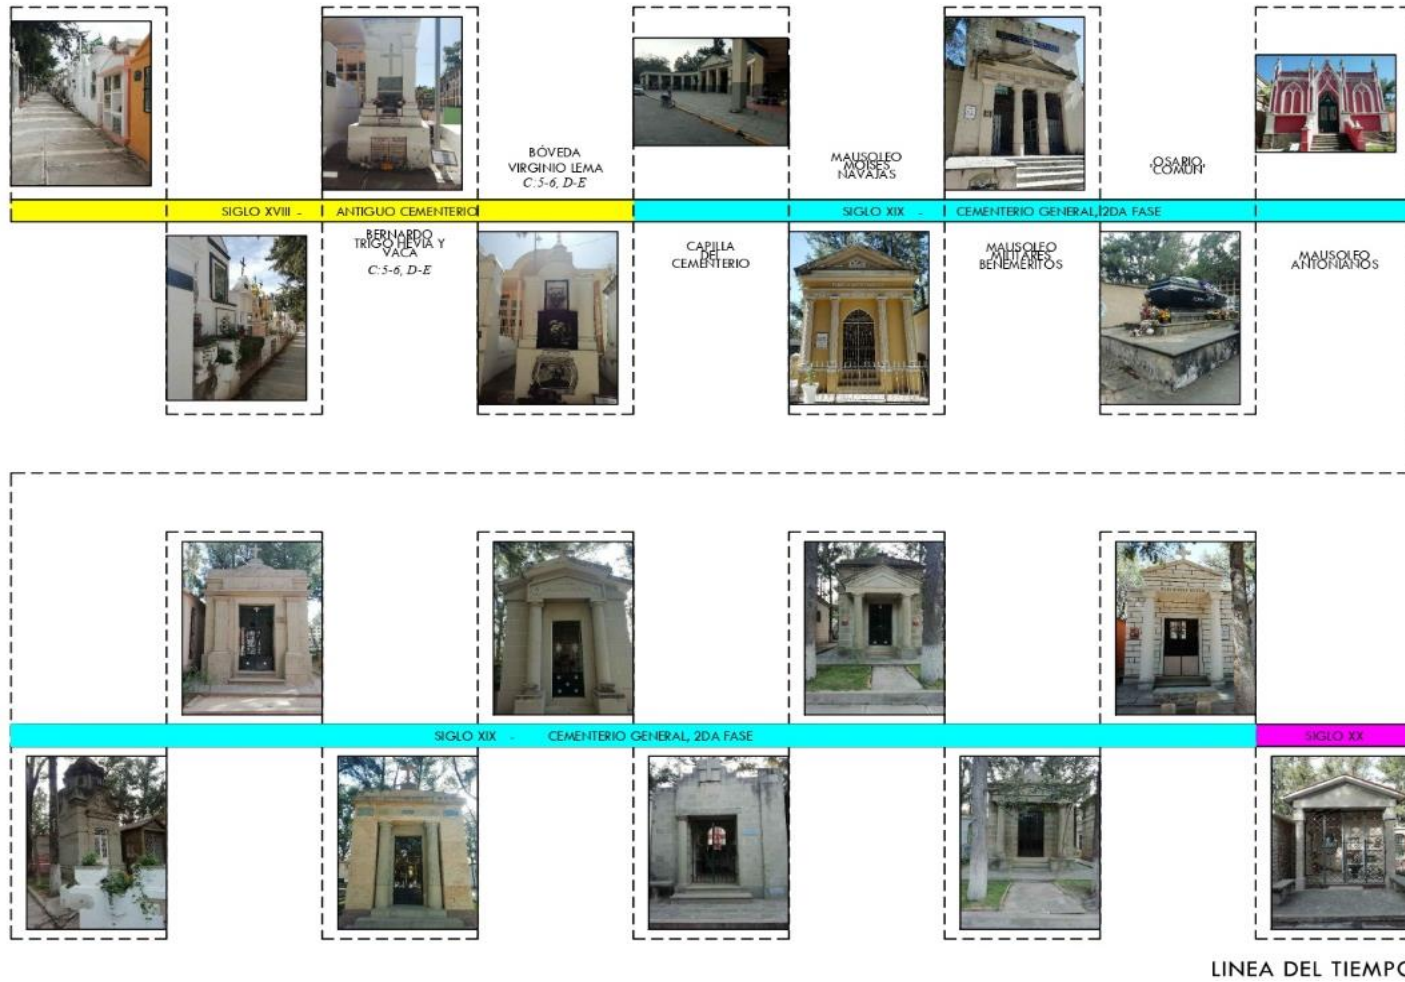 BÓVEDA
VIRGINIO LEMA
C:5-6, D-E
MAUSOLEO
MOISES
NAVAJAS
"OSARIO
COMÚN"
SIGLO XVIII - ANTIGUO CEMENTERIO
SIGLO XIX - CEMENTERIO GENERAL, 2DA FASE
BERNARDO
TRIGO HEVIA Y
VACA
C:5-6, D-E
CAPILLA
DEL
CEMENTERIO
MAUSOLEO
MILITARES
BENEMÉRITOS
MAUSOLEO
ANTONIANOS
SIGLO XIX - CEMENTERIO GENERAL, 2DA FASE
SIGLO XX
LINEA DEL TIEMPO